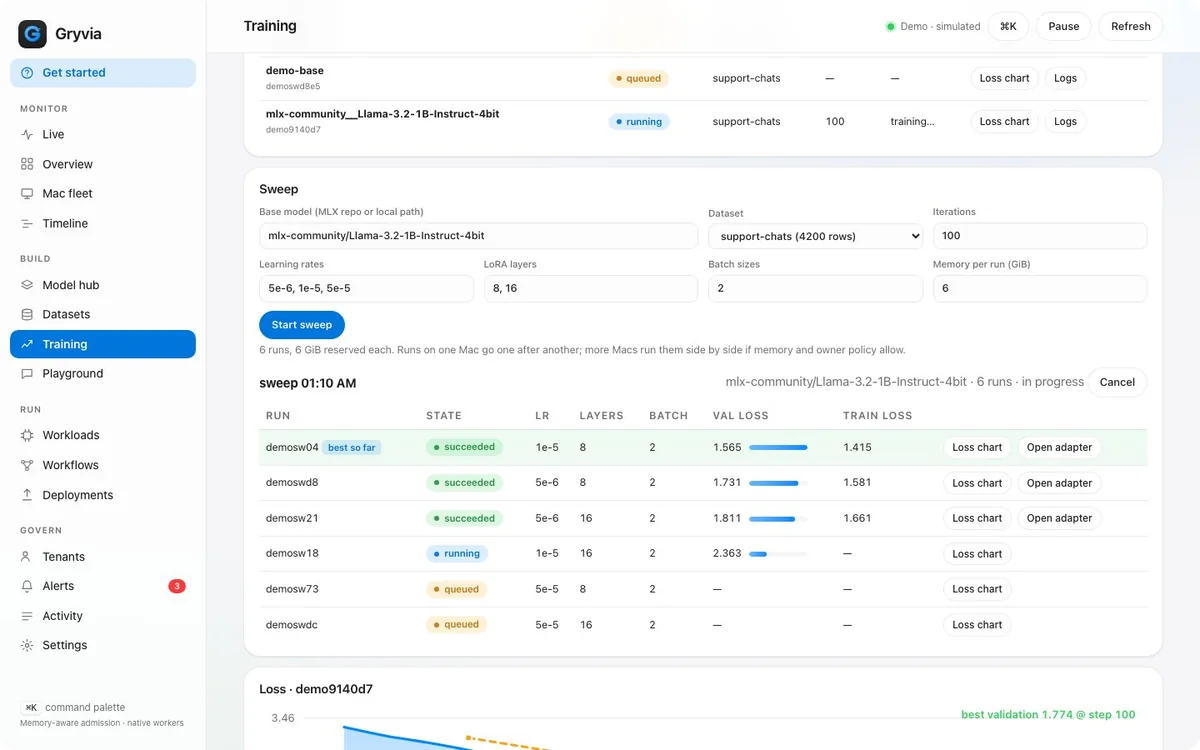 Gryvia
Get started
MONITOR
Live
Overview
Mac fleet
Timeline
BUILD
Model hub
Datasets
Training
Playground
RUN
Workloads
Workflows
Deployments
GOVERN
Tenants
Alerts 3
Activity
Settings
⌘K command palette
Memory-aware admission · native workers
Training Demo · simulated ⌘K Pause Refresh
demo-base queued support-chats — — Loss chart Logs
demoswd8e5
mlx-community__Llama-3.2-1B-Instruct-4bit running support-chats 100 training... Loss chart Logs
demo9140d7
Sweep
Base model (MLX repo or local path) Dataset Iterations
mlx-community/Llama-3.2-1B-Instruct-4bit support-chats (4200 rows) 100
Learning rates LoRA layers Batch sizes Memory per run (GiB)
5e-6, 1e-5, 5e-5 8, 16 2 6
Start sweep
6 runs, 6 GiB reserved each. Runs on one Mac go one after another; more Macs run them side by side if memory and owner policy allow.
sweep 01:10 AM mlx-community/Llama-3.2-1B-Instruct-4bit · 6 runs · in progress Cancel
RUN STATE LR LAYERS BATCH VAL LOSS TRAIN LOSS
demosw04 best so far succeeded 1e-5 8 2 1.565 1.415 Loss chart Open adapter
demoswd8 succeeded 5e-6 8 2 1.731 1.581 Loss chart Open adapter
demosw21 succeeded 5e-6 16 2 1.811 1.661 Loss chart Open adapter
demosw18 running 1e-5 16 2 2.363 — Loss chart
demosw73 queued 5e-5 8 2 — — Loss chart
demoswdc queued 5e-5 16 2 — — Loss chart
Loss · demo9140d7
3.46 best validation 1.774 @ step 100